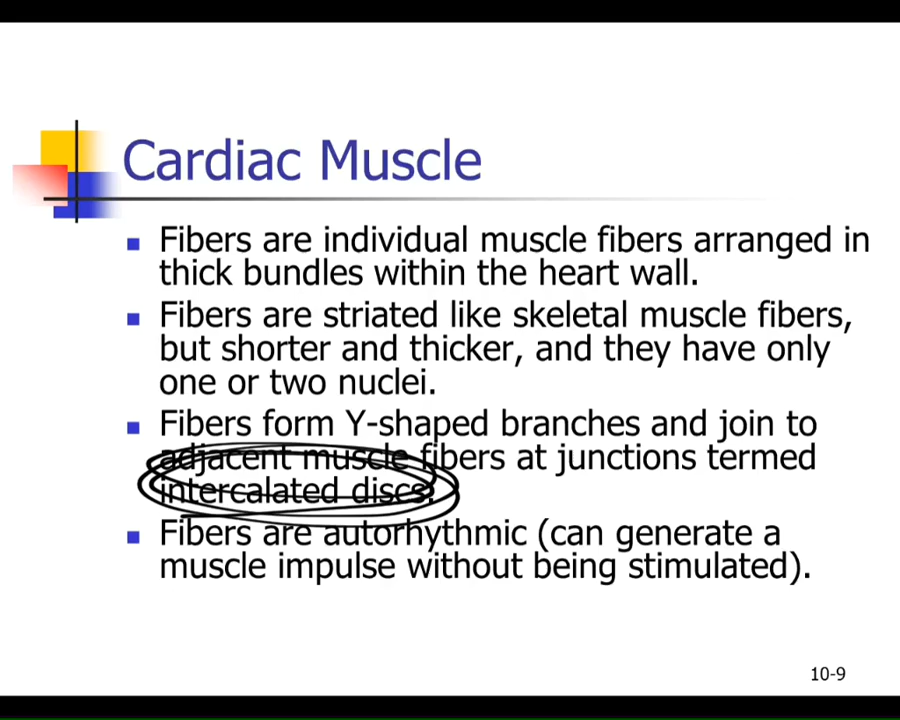 Cardiac Muscle
Fibers are individual muscle fibers arranged in
thick bundles within the heart wall.
Fibers are striated like skeletal muscle fibers,
but shorter and thicker, and they have only
one or two nuclei.
Fibers form Y-shaped branches and join to
adjacent muscle fibers at junctions termed
intercalated discs.
Fibers are autorhythmic (can generate a
muscle impulse without being stimulated).
10-9